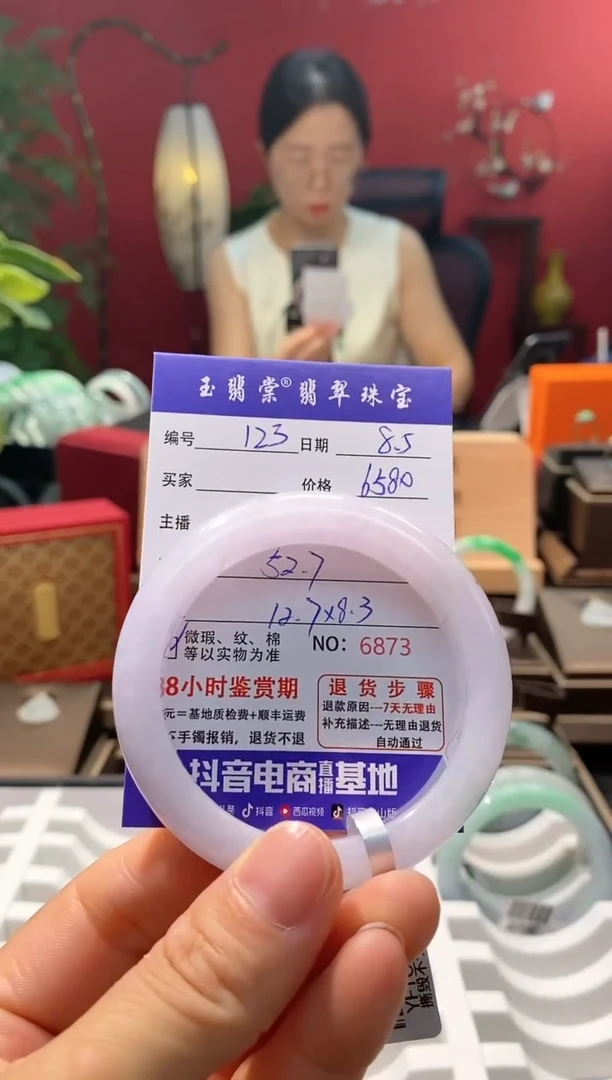 玉翡棠®翡翠珠宝
编号 123 日期 8.5
买家 价格 6580
主播
52.7
12.7x8.3
微瑕、纹、棉
等以实物为准
NO: 6873
8小时鉴赏期
元=基地质检费+顺丰运费
手镯报销，退货不退
退货步骤
退款原因---7天无理由
补充描述---无理由退货
自动通过
抖音电商直播基地
抖音 西瓜视频